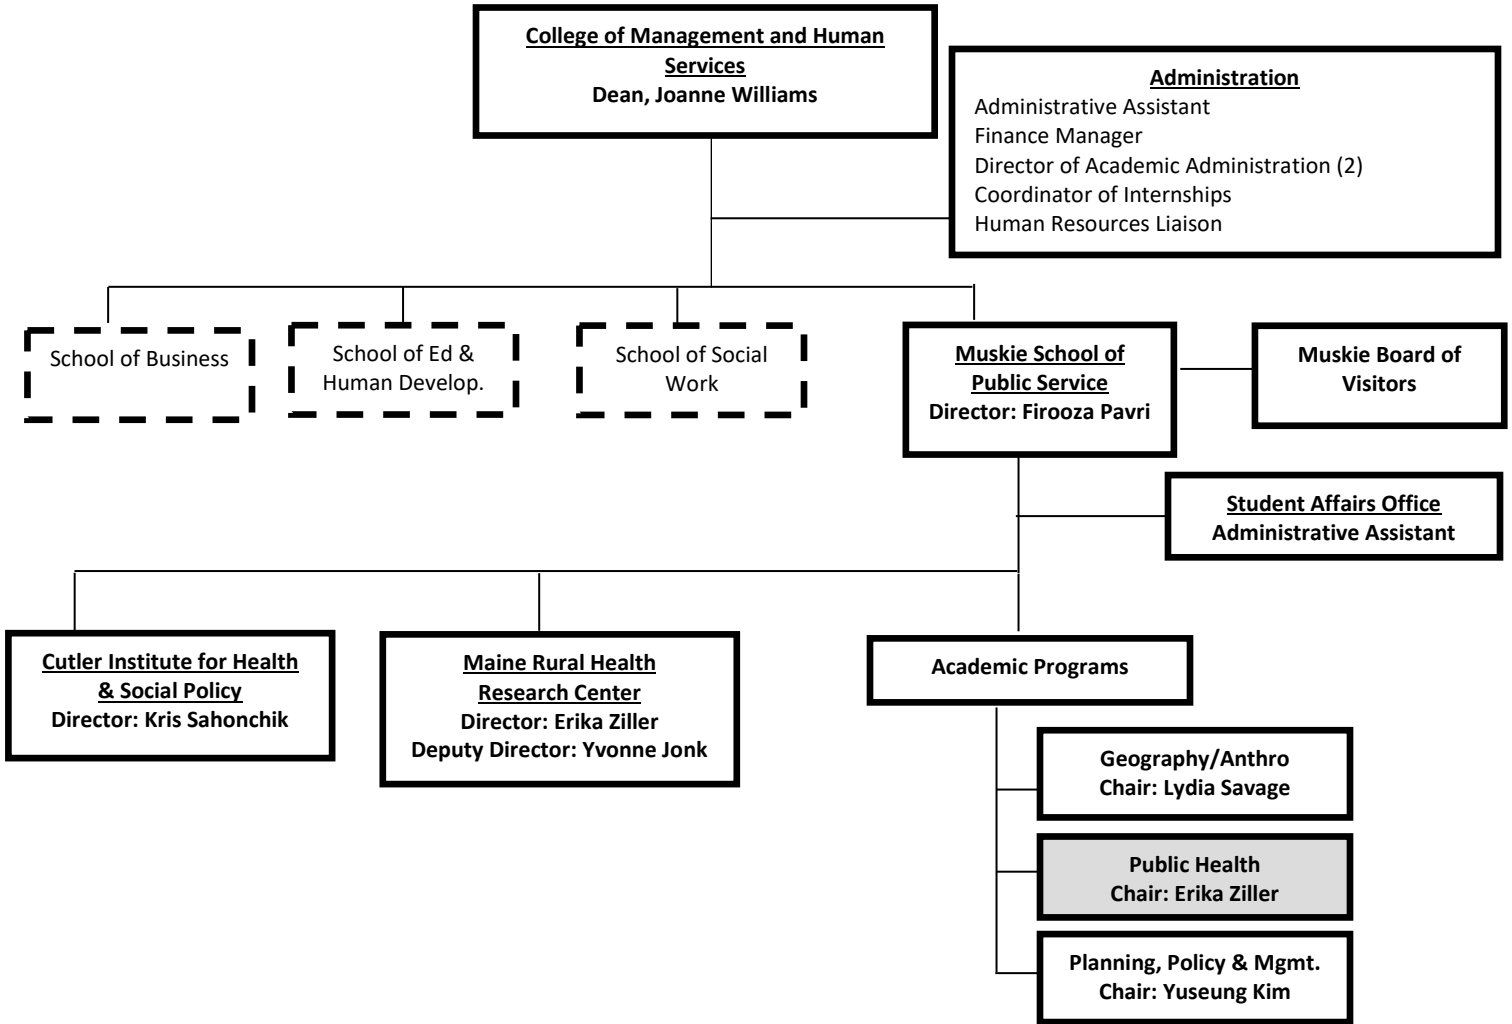 College of Management and Human
Services
Dean, Joanne Williams
Administration
Administrative Assistant
Finance Manager
Director of Academic Administration (2)
Coordinator of Internships
Human Resources Liaison
School of Business
School of Ed &
Human Develop.
School of Social
Work
Muskie School of
Public Service
Director: Firooza Pavri
Muskie Board of
Visitors
Student Affairs Office
Administrative Assistant
Cutler Institute for Health
& Social Policy
Director: Kris Sahonchik
Maine Rural Health
Research Center
Director: Erika Ziller
Deputy Director: Yvonne Jonk
Academic Programs
Geography/Anthro
Chair: Lydia Savage
Public Health
Chair: Erika Ziller
Planning, Policy & Mgmt.
Chair: Yuseung Kim